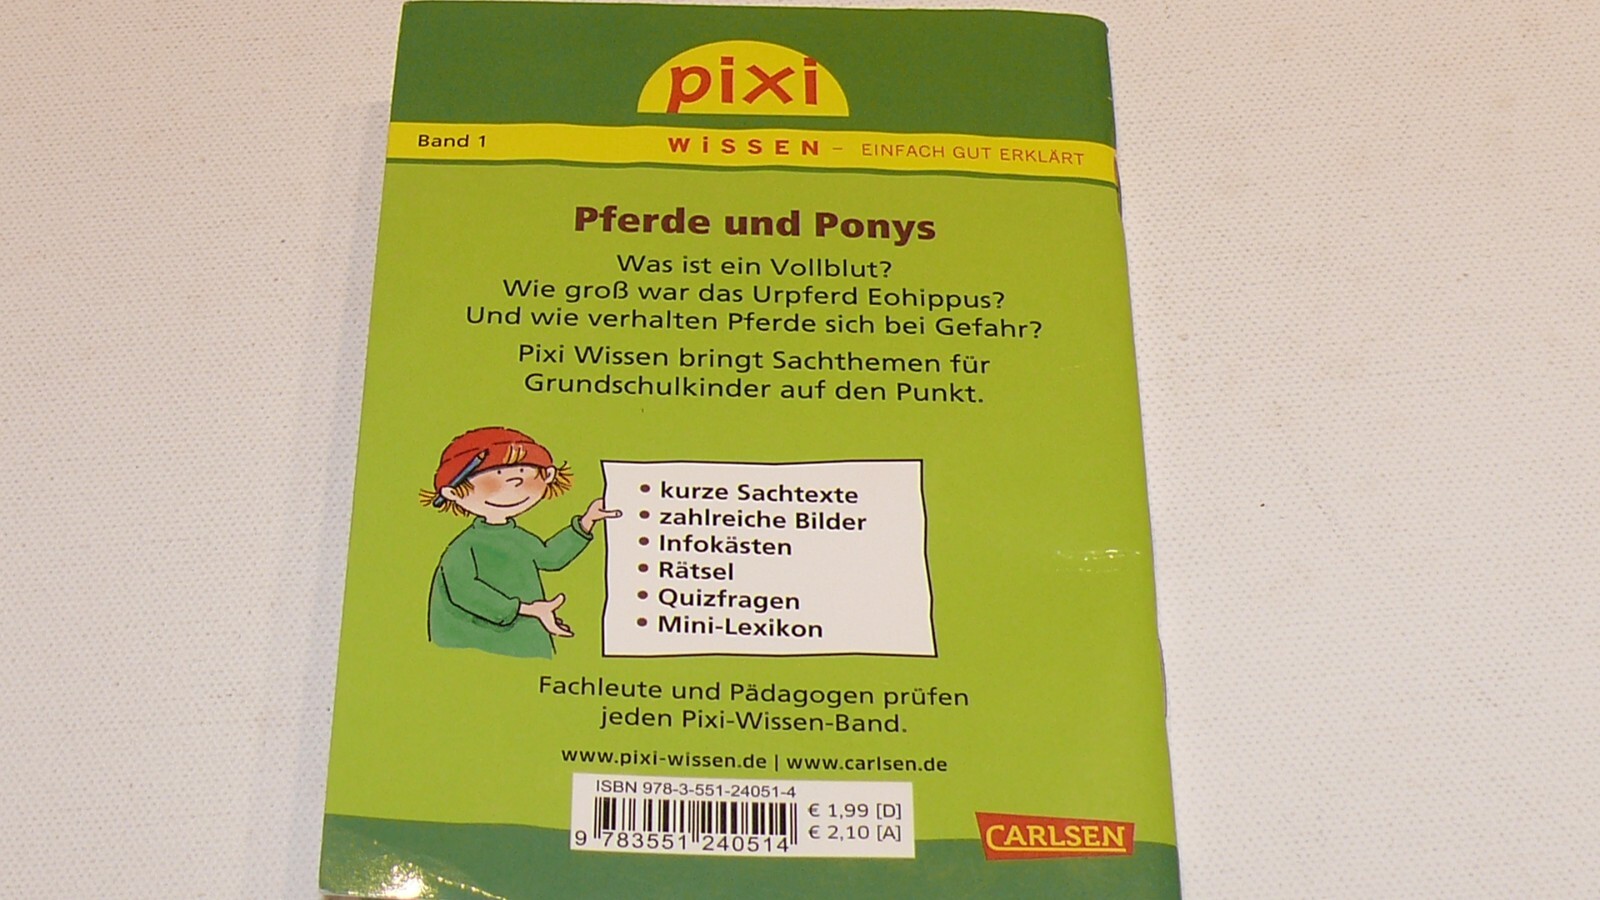 pixi
Band 1
WiSSEN – EINFACH GUT ERKLÄRT
Pferde und Ponys
Was ist ein Vollblut?
Wie groß war das Urpferd Eohippus?
Und wie verhalten Pferde sich bei Gefahr?
Pixi Wissen bringt Sachthemen für
Grundschulkinder auf den Punkt.
• kurze Sachtexte
• zahlreiche Bilder
• Infokästen
• Rätsel
• Quizfragen
• Mini-Lexikon
Fachleute und Pädagogen prüfen
jeden Pixi-Wissen-Band.
www.pixi-wissen.de | www.carlsen.de
ISBN 978-3-551-24051-4
€ 1,99 [D]
€ 2,10 [A]
9 783551 240514
CARLSEN